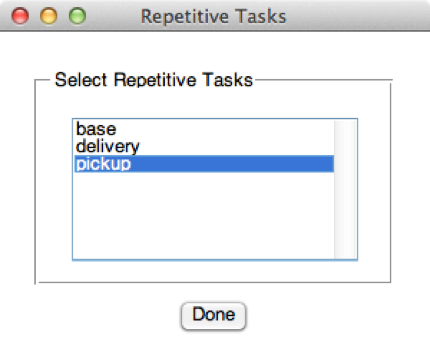 Repetitive Tasks
Select Repetitive Tasks
base
delivery
pickup
Done